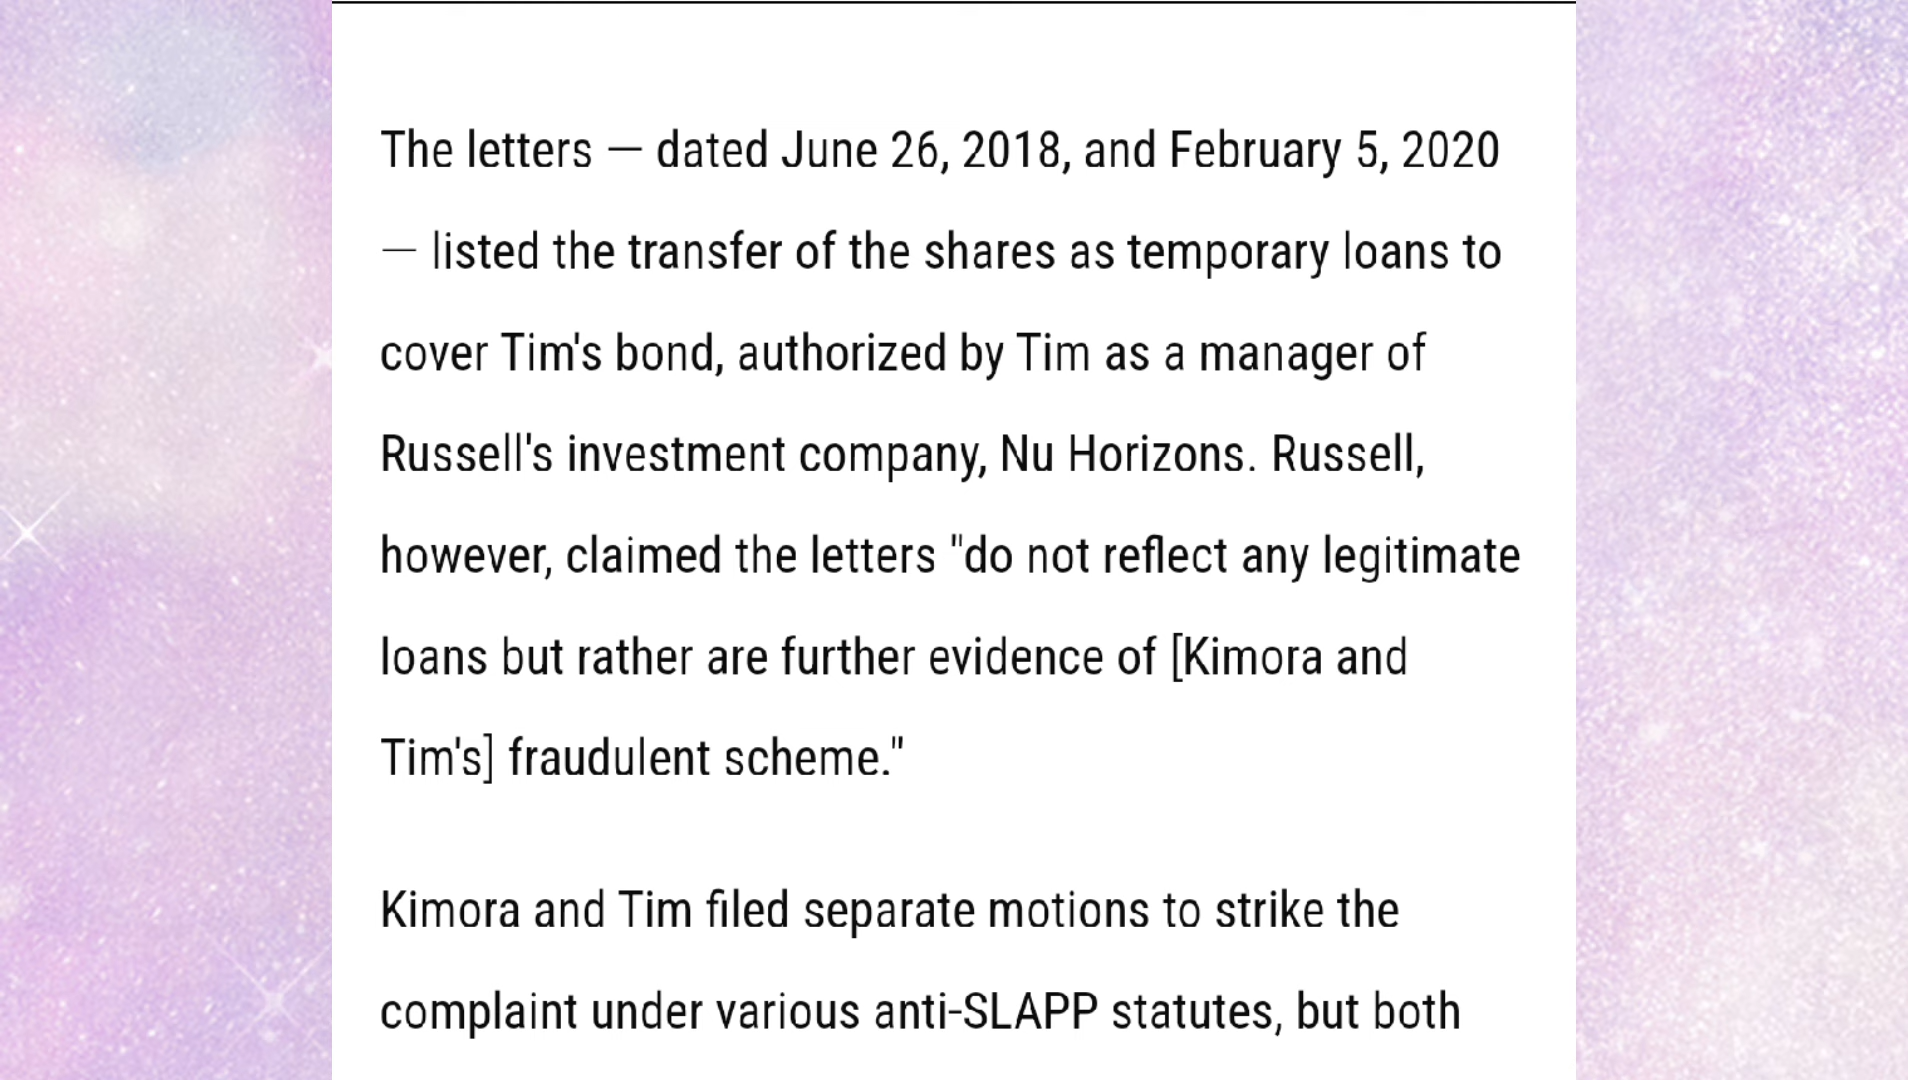 The letters — dated June 26, 2018, and February 5, 2020
— listed the transfer of the shares as temporary loans to
cover Tim's bond, authorized by Tim as a manager of
Russell's investment company, Nu Horizons. Russell,
however, claimed the letters "do not reflect any legitimate
loans but rather are further evidence of [Kimora and
Tim's] fraudulent scheme."
Kimora and Tim filed separate motions to strike the
complaint under various anti-SLAPP statutes, but both